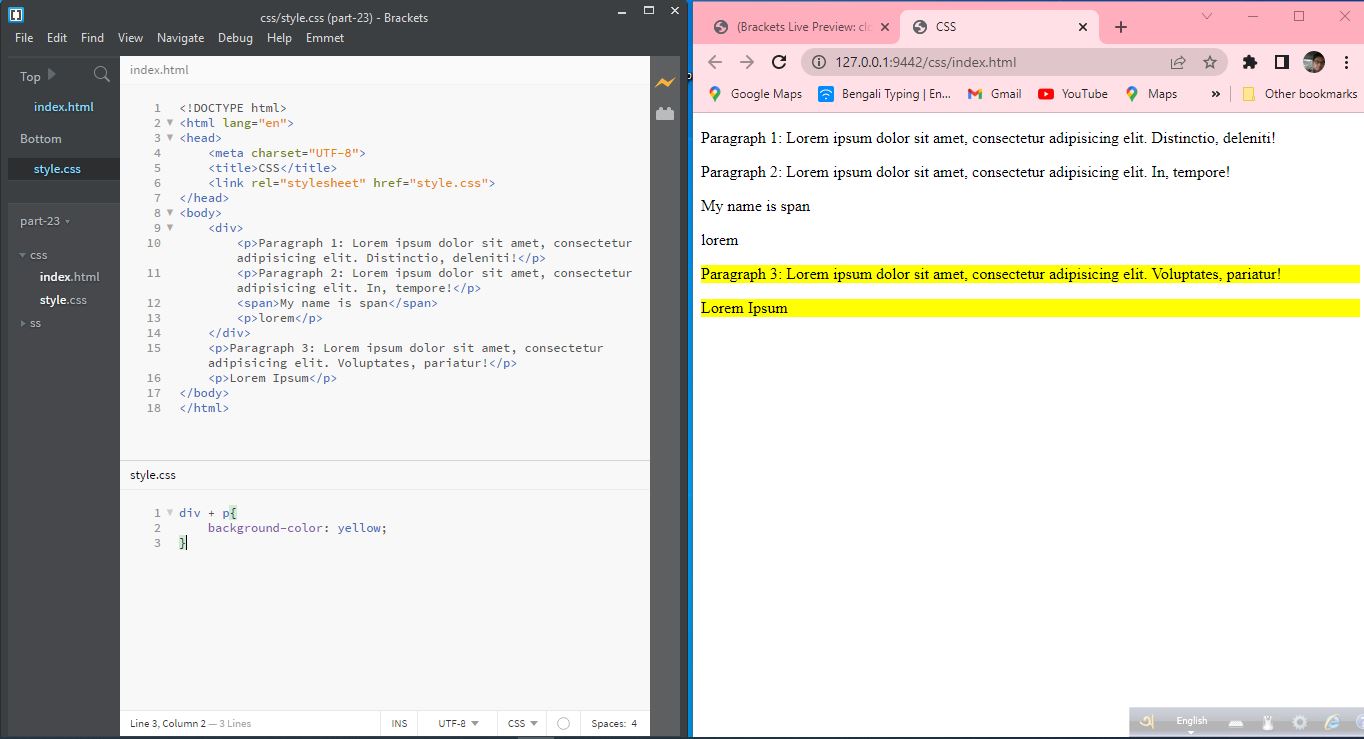 css/style.css (part-23) - Brackets
File Edit Find View Navigate Debug Help Emmet
Top
index.html
Bottom
style.css
part-23
css
index.html
style.css
ss
index.html
1 <!DOCTYPE html>
2 <html lang="en">
3 <head>
4 <meta charset="UTF-8">
5 <title>CSS</title>
6 <link rel="stylesheet" href="style.css">
7 </head>
8 <body>
9 <div>
10 <p>Paragraph 1: Lorem ipsum dolor sit amet, consectetur
adipisicing elit. Distinctio, deleniti!</p>
11 <p>Paragraph 2: Lorem ipsum dolor sit amet, consectetur
adipisicing elit. In, tempore!</p>
12 <span>My name is span</span>
13 <p>lorem</p>
14 </div>
15 <p>Paragraph 3: Lorem ipsum dolor sit amet, consectetur
adipisicing elit. Voluptates, pariatur!</p>
16 <p>Lorem Ipsum</p>
17 </body>
18 </html>
style.css
1 div + p{
2 background-color: yellow;
3 }
Line 3, Column 2 — 3 Lines INS UTF-8 CSS Spaces: 4
(Brackets Live Preview: cl CSS
127.0.0.1:9442/css/index.html
Google Maps Bengali Typing | En... Gmail YouTube Maps » Other bookmarks
Paragraph 1: Lorem ipsum dolor sit amet, consectetur adipisicing elit. Distinctio, deleniti!
Paragraph 2: Lorem ipsum dolor sit amet, consectetur adipisicing elit. In, tempore!
My name is span
lorem
Paragraph 3: Lorem ipsum dolor sit amet, consectetur adipisicing elit. Voluptates, pariatur!
Lorem Ipsum
English